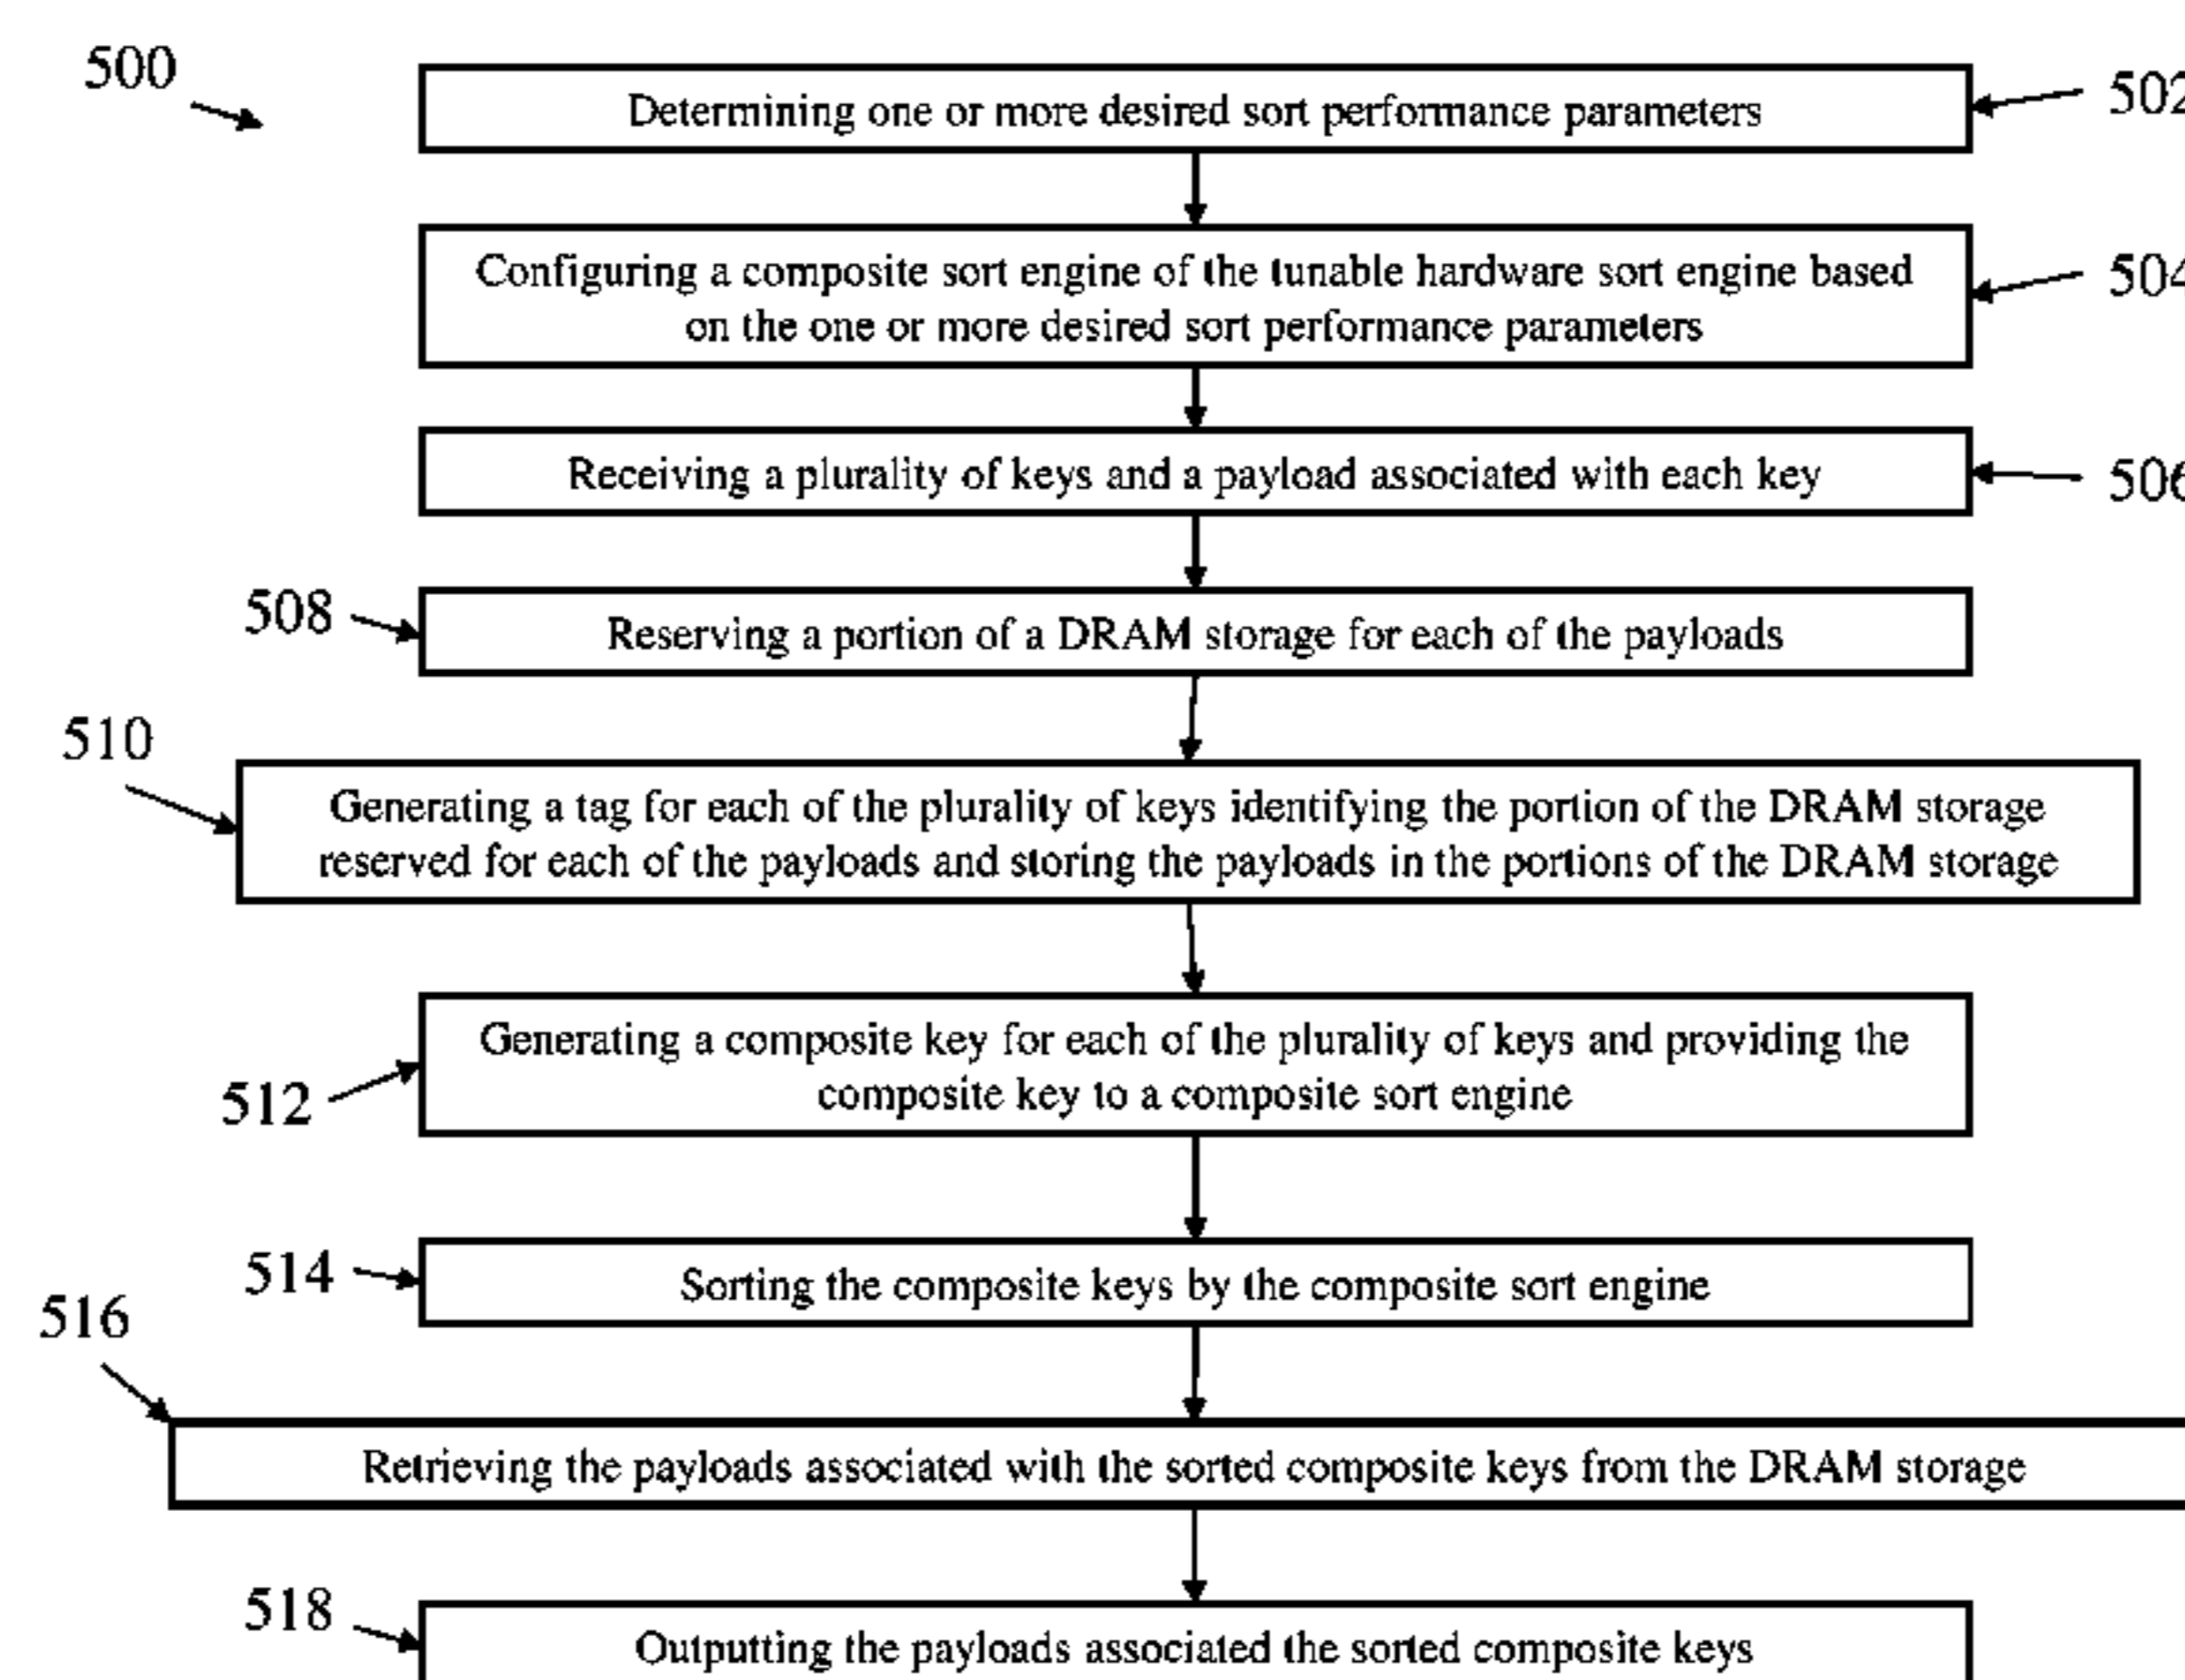 500
Determining one or more desired sort performance parameters
502
Configuring a composite sort engine of the tunable hardware sort engine based
on the one or more desired sort performance parameters
504
Receiving a plurality of keys and a payload associated with each key
506
508
Reserving a portion of a DRAM storage for each of the payloads
510
Generating a tag for each of the plurality of keys identifying the portion of the DRAM storage
reserved for each of the payloads and storing the payloads in the portions of the DRAM storage
Generating a composite key for each of the plurality of keys and providing the
composite key to a composite sort engine
512
514
Sorting the composite keys by the composite sort engine
516
Retrieving the payloads associated with the sorted composite keys from the DRAM storage
518
Outputting the payloads associated the sorted composite keys